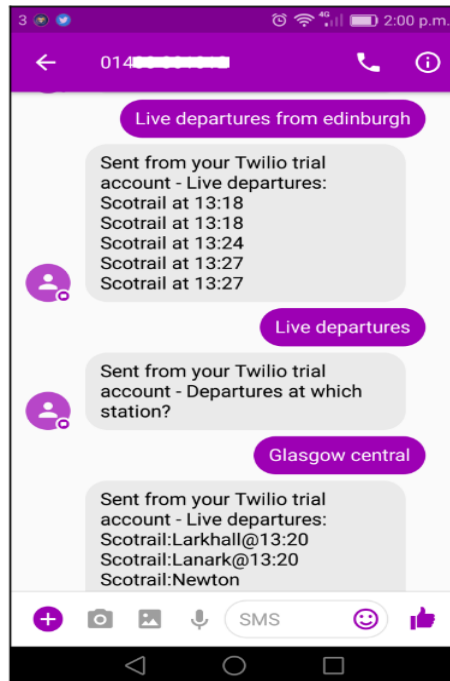 3 4G 2:00 p.m.
014
Live departures from edinburgh
Sent from your Twilio trial
account - Live departures:
Scotrail at 13:18
Scotrail at 13:18
Scotrail at 13:24
Scotrail at 13:27
Scotrail at 13:27
Live departures
Sent from your Twilio trial
account - Departures at which
station?
Glasgow central
Sent from your Twilio trial
account - Live departures:
Scotrail:Larkhall@13:20
Scotrail:Lanark@13:20
Scotrail:Newton
SMS